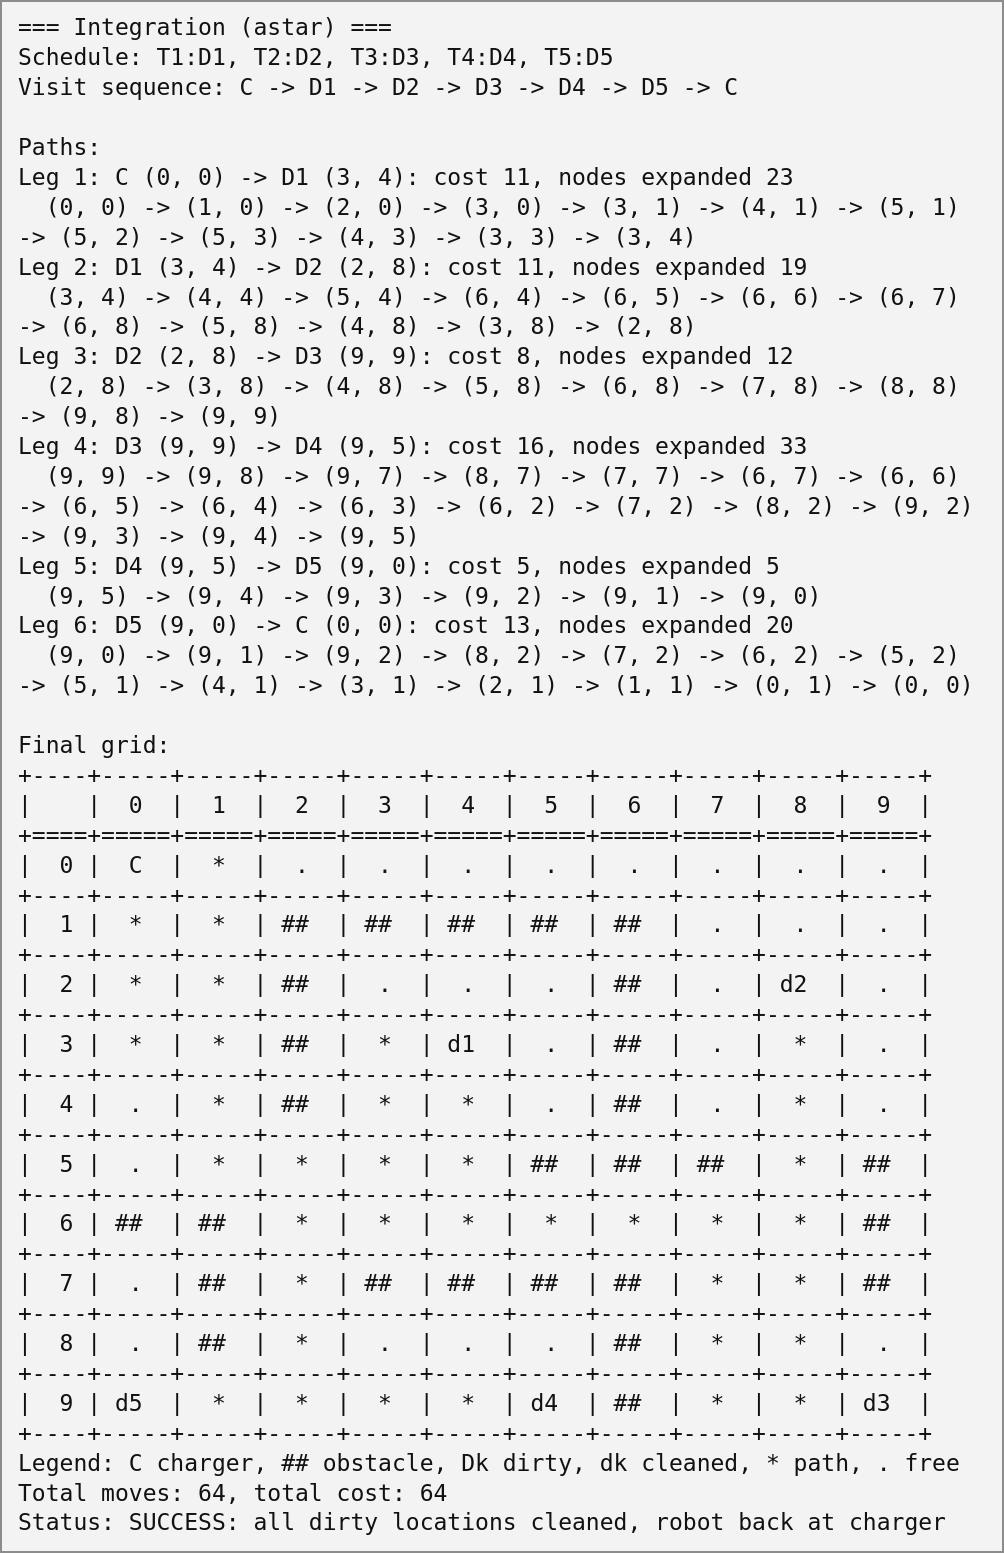 === Integration (astar) ===
Schedule: T1:D1, T2:D2, T3:D3, T4:D4, T5:D5
Visit sequence: C -> D1 -> D2 -> D3 -> D4 -> D5 -> C

Paths:
Leg 1: C (0, 0) -> D1 (3, 4): cost 11, nodes expanded 23
  (0, 0) -> (1, 0) -> (2, 0) -> (3, 0) -> (3, 1) -> (4, 1) -> (5, 1)
-> (5, 2) -> (5, 3) -> (4, 3) -> (3, 3) -> (3, 4)
Leg 2: D1 (3, 4) -> D2 (2, 8): cost 11, nodes expanded 19
  (3, 4) -> (4, 4) -> (5, 4) -> (6, 4) -> (6, 5) -> (6, 6) -> (6, 7)
-> (6, 8) -> (5, 8) -> (4, 8) -> (3, 8) -> (2, 8)
Leg 3: D2 (2, 8) -> D3 (9, 9): cost 8, nodes expanded 12
  (2, 8) -> (3, 8) -> (4, 8) -> (5, 8) -> (6, 8) -> (7, 8) -> (8, 8)
-> (9, 8) -> (9, 9)
Leg 4: D3 (9, 9) -> D4 (9, 5): cost 16, nodes expanded 33
  (9, 9) -> (9, 8) -> (9, 7) -> (8, 7) -> (7, 7) -> (6, 7) -> (6, 6)
-> (6, 5) -> (6, 4) -> (6, 3) -> (6, 2) -> (7, 2) -> (8, 2) -> (9, 2)
-> (9, 3) -> (9, 4) -> (9, 5)
Leg 5: D4 (9, 5) -> D5 (9, 0): cost 5, nodes expanded 5
  (9, 5) -> (9, 4) -> (9, 3) -> (9, 2) -> (9, 1) -> (9, 0)
Leg 6: D5 (9, 0) -> C (0, 0): cost 13, nodes expanded 20
  (9, 0) -> (9, 1) -> (9, 2) -> (8, 2) -> (7, 2) -> (6, 2) -> (5, 2)
-> (5, 1) -> (4, 1) -> (3, 1) -> (2, 1) -> (1, 1) -> (0, 1) -> (0, 0)

Final grid:
+----+-----+-----+-----+-----+-----+-----+-----+-----+-----+-----+
|    |  0  |  1  |  2  |  3  |  4  |  5  |  6  |  7  |  8  |  9  |
+====+=====+=====+=====+=====+=====+=====+=====+=====+=====+=====+
|  0 |  C  |  *  |  .  |  .  |  .  |  .  |  .  |  .  |  .  |  .  |
+----+-----+-----+-----+-----+-----+-----+-----+-----+-----+-----+
|  1 |  *  |  *  | ##  | ##  | ##  | ##  | ##  |  .  |  .  |  .  |
+----+-----+-----+-----+-----+-----+-----+-----+-----+-----+-----+
|  2 |  *  |  *  | ##  |  .  |  .  |  .  | ##  |  .  | d2  |  .  |
+----+-----+-----+-----+-----+-----+-----+-----+-----+-----+-----+
|  3 |  *  |  *  | ##  |  *  | d1  |  .  | ##  |  .  |  *  |  .  |
+----+-----+-----+-----+-----+-----+-----+-----+-----+-----+-----+
|  4 |  .  |  *  | ##  |  *  |  *  |  .  | ##  |  .  |  *  |  .  |
+----+-----+-----+-----+-----+-----+-----+-----+-----+-----+-----+
|  5 |  .  |  *  |  *  |  *  |  *  | ##  | ##  | ##  |  *  | ##  |
+----+-----+-----+-----+-----+-----+-----+-----+-----+-----+-----+
|  6 | ##  | ##  |  *  |  *  |  *  |  *  |  *  |  *  |  *  | ##  |
+----+-----+-----+-----+-----+-----+-----+-----+-----+-----+-----+
|  7 |  .  | ##  |  *  | ##  | ##  | ##  | ##  |  *  |  *  | ##  |
+----+-----+-----+-----+-----+-----+-----+-----+-----+-----+-----+
|  8 |  .  | ##  |  *  |  .  |  .  |  .  | ##  |  *  |  *  |  .  |
+----+-----+-----+-----+-----+-----+-----+-----+-----+-----+-----+
|  9 | d5  |  *  |  *  |  *  |  *  | d4  | ##  |  *  |  *  | d3  |
+----+-----+-----+-----+-----+-----+-----+-----+-----+-----+-----+
Legend: C charger, ## obstacle, Dk dirty, dk cleaned, * path, . free
Total moves: 64, total cost: 64
Status: SUCCESS: all dirty locations cleaned, robot back at charger